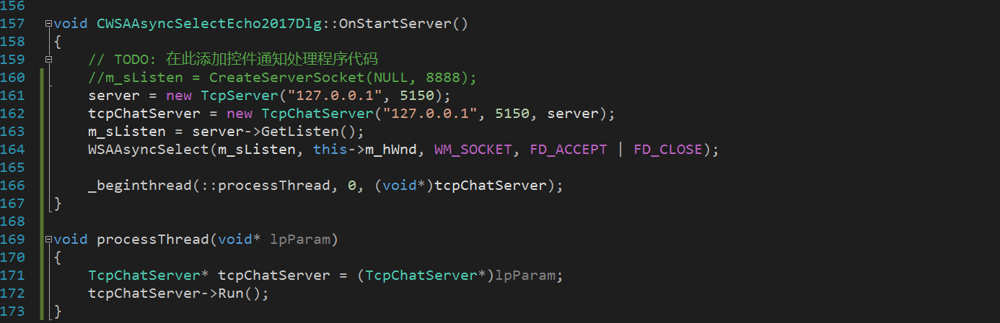 156
157 void CWSAAsyncSelectEcho2017Dlg::OnStartServer()
158 {
159 // TODO: 在此添加控件通知处理程序代码
160 //m_sListen = CreateServerSocket(NULL, 8888);
161 server = new TcpServer("127.0.0.1", 5150);
162 tcpChatServer = new TcpChatServer("127.0.0.1", 5150, server);
163 m_sListen = server->GetListen();
164 WSAAsyncSelect(m_sListen, this->m_hWnd, WM_SOCKET, FD_ACCEPT | FD_CLOSE);
165
166 _beginthread(::processThread, 0, (void*)tcpChatServer);
167 }
168
169 void processThread(void* lpParam)
170 {
171 TcpChatServer* tcpChatServer = (TcpChatServer*)lpParam;
172 tcpChatServer->Run();
173 }